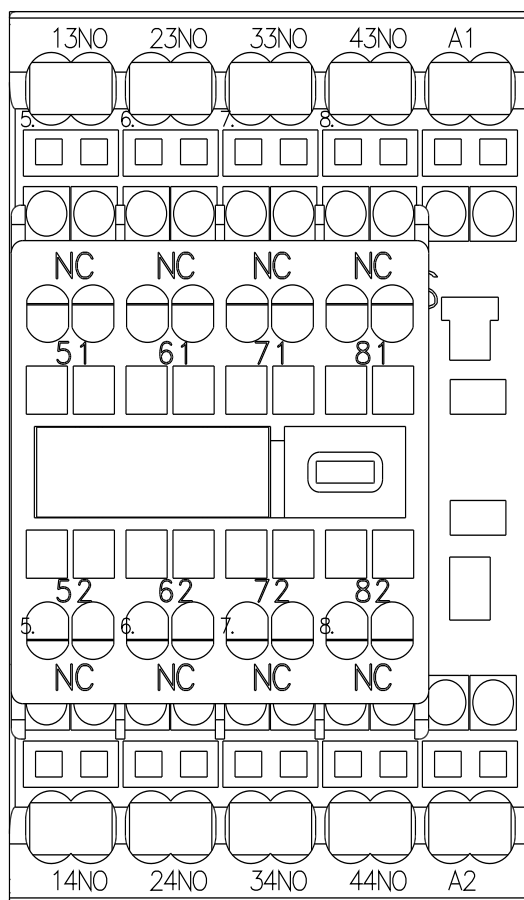 13NO 23NO 33NO 43NO A1
5. 6. 7. 8.
NC NC NC NC
51 61 71 81
52 62 72 82
5. 6. 7. 8.
NC NC NC NC
14NO 24NO 34NO 44NO A2